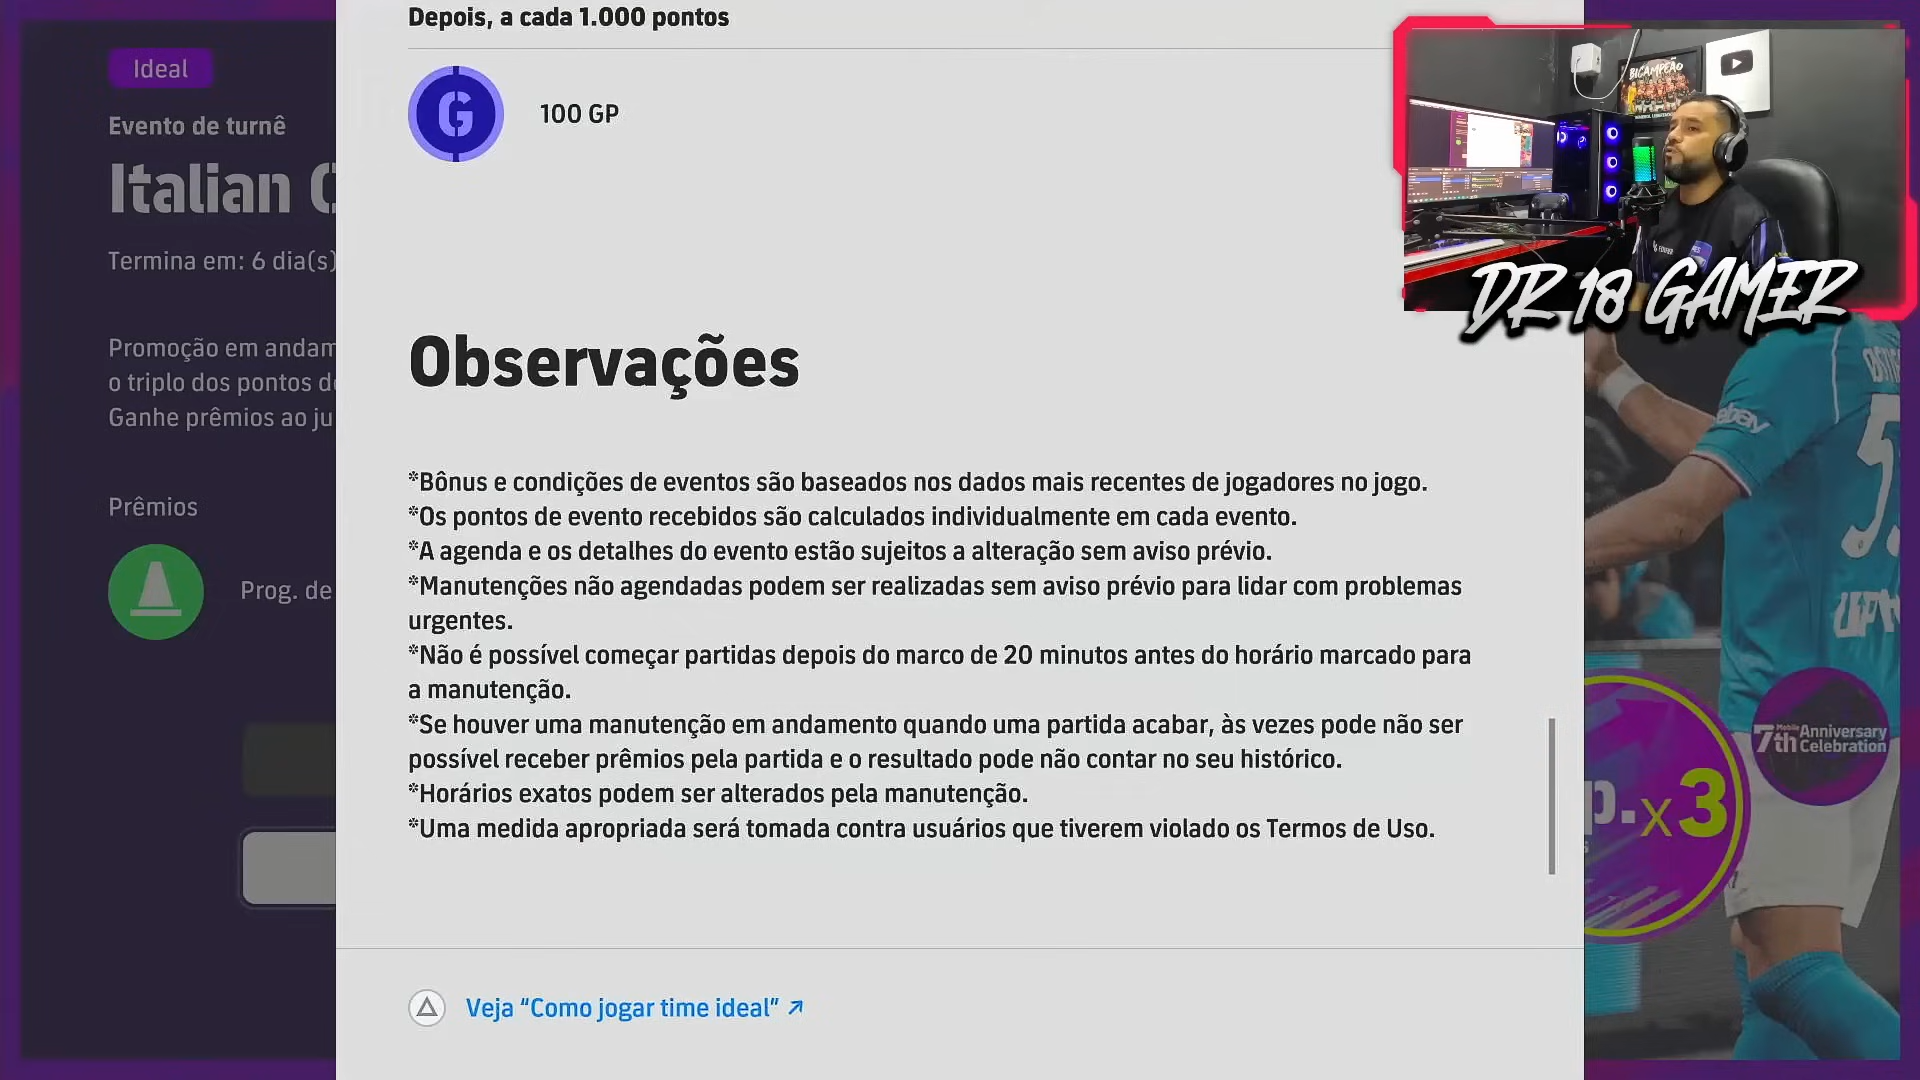 Depois, a cada 1.000 pontos
100 GP
Ideal
Evento de turnê
Italian
Termina em: 6 dia(s)
Promoção em andam
o triplo dos pontos d
Ganhe prêmios ao ju
Prêmios
Prog. de
Observações
*Bônus e condições de eventos são baseados nos dados mais recentes de jogadores no jogo.
*Os pontos de evento recebidos são calculados individualmente em cada evento.
*A agenda e os detalhes do evento estão sujeitos a alteração sem aviso prévio.
*Manutenções não agendadas podem ser realizadas sem aviso prévio para lidar com problemas
urgentes.
*Não é possível começar partidas depois do marco de 20 minutos antes do horário marcado para
a manutenção.
*Se houver uma manutenção em andamento quando uma partida acabar, às vezes pode não ser
possível receber prêmios pela partida e o resultado pode não contar no seu histórico.
*Horários exatos podem ser alterados pela manutenção.
*Uma medida apropriada será tomada contra usuários que tiverem violado os Termos de Uso.
Veja “Como jogar time ideal”
BICAMPEÃO
DR 18 GAMER
ebay
p. x3
Mobile
7th Anniversary
Celebration